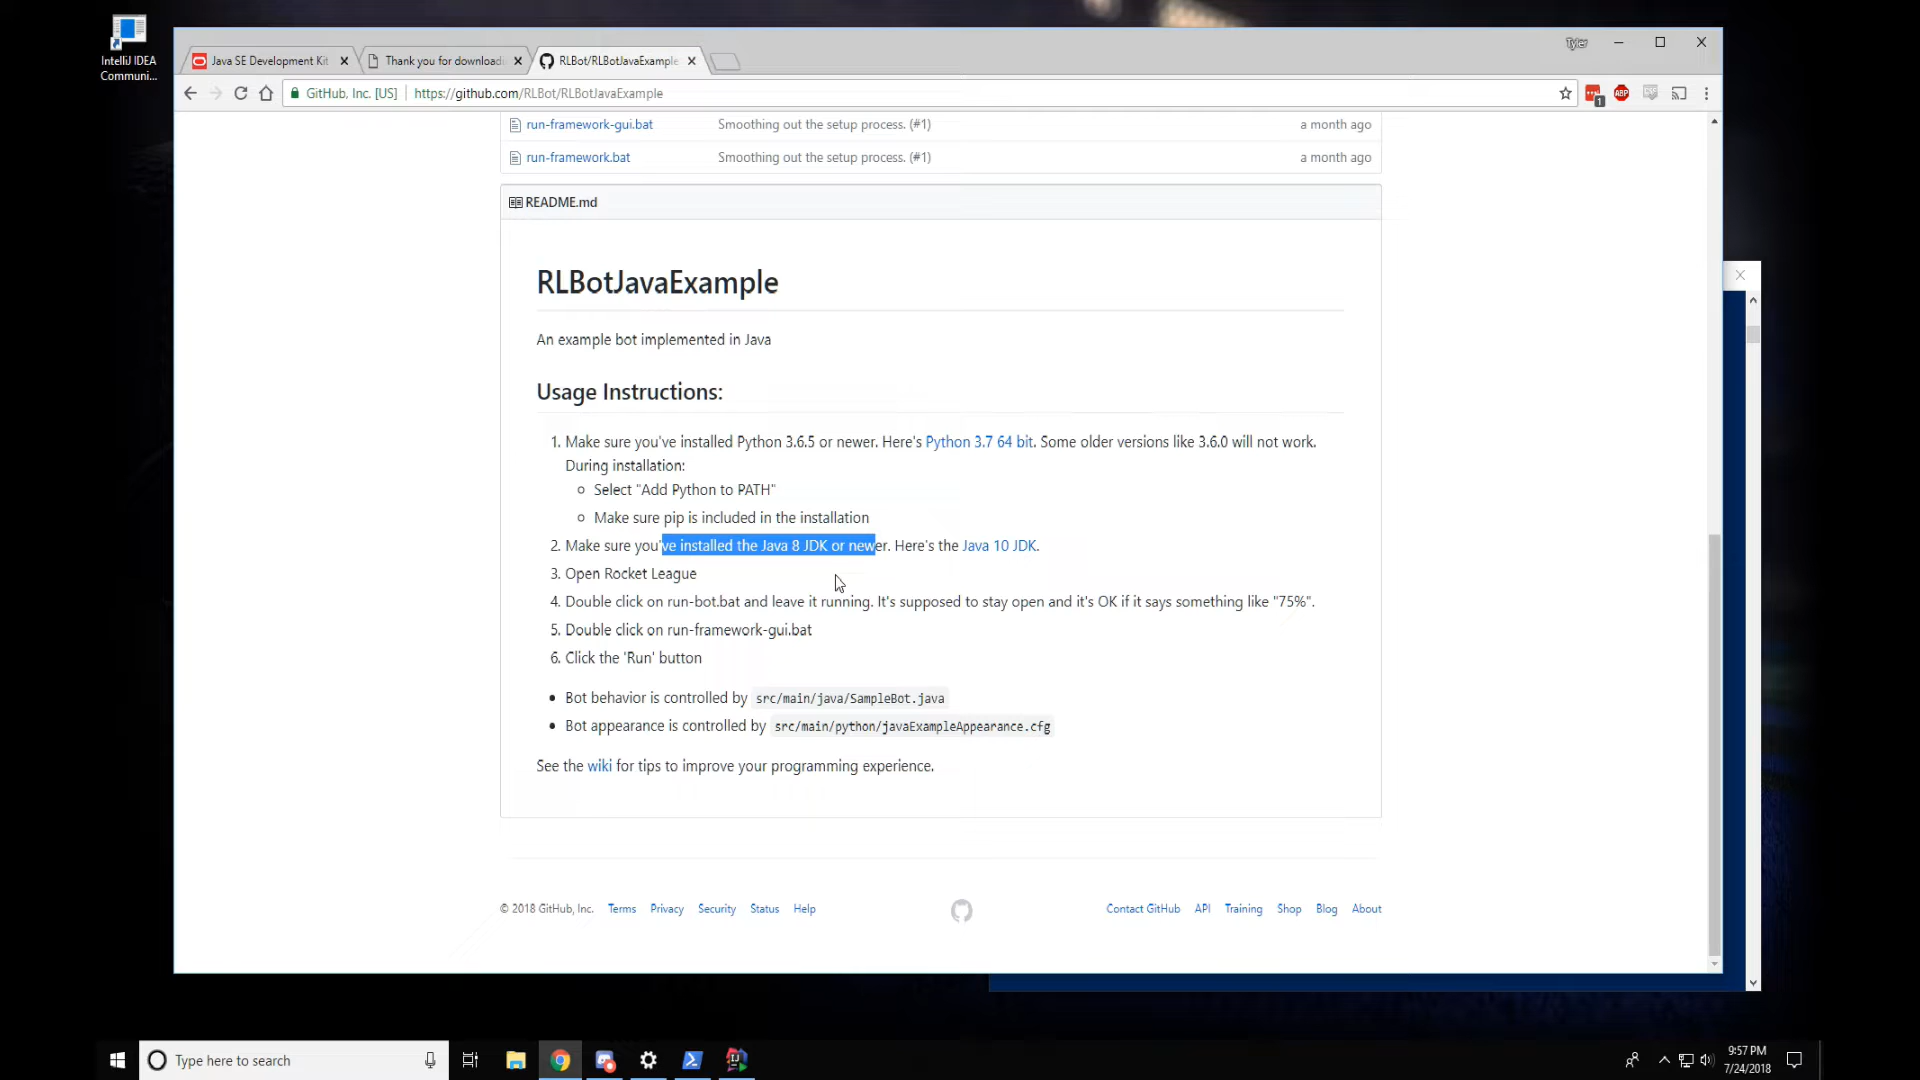 IntelliJ IDEA
Communi...
Java SE Development Kit
Thank you for downloadi
RLBot/RLBotJavaExample
Tyler
GitHub, Inc. [US]
https://github.com/RLBot/RLBotJavaExample
1
ABP
run-framework-gui.bat Smoothing out the setup process. (#1) a month ago
run-framework.bat Smoothing out the setup process. (#1) a month ago
README.md
RLBotJavaExample
An example bot implemented in Java
Usage Instructions:
1. Make sure you've installed Python 3.6.5 or newer. Here's Python 3.7 64 bit. Some older versions like 3.6.0 will not work.
During installation:
Select "Add Python to PATH"
Make sure pip is included in the installation
2. Make sure you've installed the Java 8 JDK or newer. Here's the Java 10 JDK.
3. Open Rocket League
4. Double click on run-bot.bat and leave it running. It's supposed to stay open and it's OK if it says something like "75%".
5. Double click on run-framework-gui.bat
6. Click the 'Run' button
Bot behavior is controlled by src/main/java/SampleBot.java
Bot appearance is controlled by src/main/python/javaExampleAppearance.cfg
See the wiki for tips to improve your programming experience.
© 2018 GitHub, Inc. Terms Privacy Security Status Help Contact GitHub API Training Shop Blog About
Type here to search
9:57 PM
7/24/2018